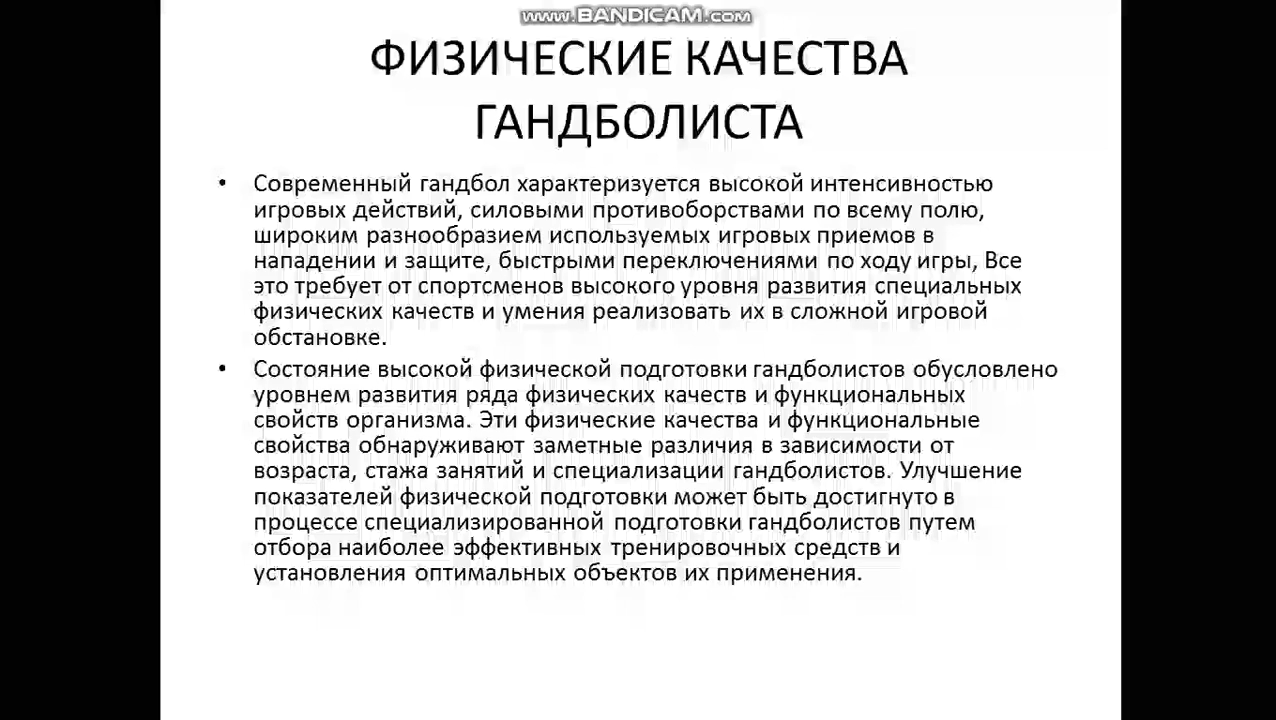 www.BANDICAM.com
ФИЗИЧЕСКИЕ КАЧЕСТВА
ГАНДБОЛИСТА
• Современный гандбол характеризуется высокой интенсивностью
игровых действий, силовыми противоборствами по всему полю,
широким разнообразием используемых игровых приемов в
нападении и защите, быстрыми переключениями по ходу игры, Все
это требует от спортсменов высокого уровня развития специальных
физических качеств и умения реализовать их в сложной игровой
обстановке.
• Состояние высокой физической подготовки гандболистов обусловлено
уровнем развития ряда физических качеств и функциональных
свойств организма. Эти физические качества и функциональные
свойства обнаруживают заметные различия в зависимости от
возраста, стажа занятий и специализации гандболистов. Улучшение
показателей физической подготовки может быть достигнуто в
процессе специализированной подготовки гандболистов путем
отбора наиболее эффективных тренировочных средств и
установления оптимальных объектов их применения.